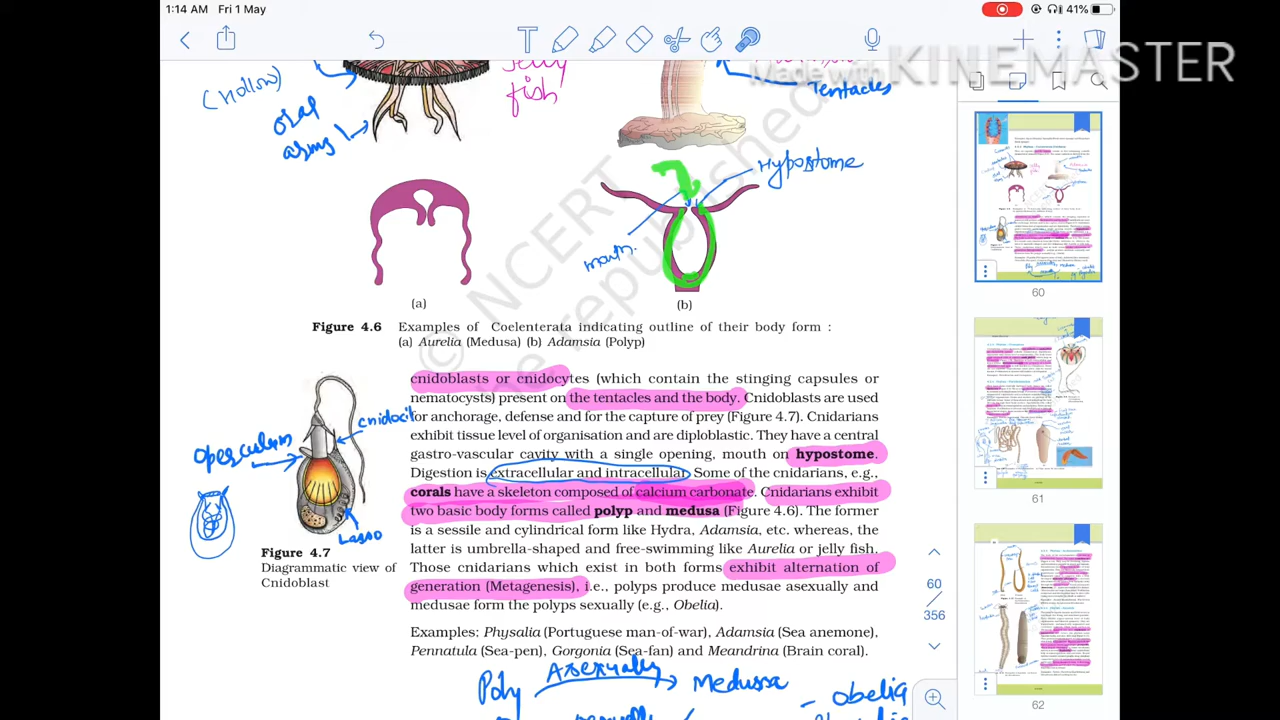 1:14 AM Fri 1 May
41%
Made with KINEMASTER
Jelly
fish
(hollow)
oral
arms
Tentacles
Hypostome
mouth
(a)
(b)
Figure 4.6 Examples of Coelenterata indicating outline of their body form :
(a) Aurelia (Medusa) (b) Adamsia (Polyp)
cnidoblasts or cnidocytes which contain the stinging capsules or
nematocytes) present on the tentacles and the body. Cnidoblasts are used
for anchorage, defense and for the capture of prey (Figure 4.7). Cnidarians
exhibit tissue level of organisation and are diploblastic. They have a central
gastro-vascular cavity with a single opening, mouth on hypostome.
Digestion is extracellular and intracellular. Some of the cnidarians, e.g.,
corals have a skeleton composed of calcium carbonate. Cnidarians exhibit
two basic body forms called polyp and medusa (Figure 4.6). The former
is a sessile and cylindrical form like Hydra, Adamsia, etc. whereas, the
latter is umbrella-shaped and free-swimming like Aurelia or jelly fish.
Those cnidarians which exist in both forms exhibit alternation of
generation (Metagenesis), i.e., polyps produce medusae asexually and
medusae form the polyps sexually (e.g., Obelia).
Examples: Physalia (Portuguese man-of-war), Adamsia (Sea anemone),
Pennatula (Sea-pen), Gorgonia (Sea-fan) and Meandrina (Brain coral).
operculum
cnidocil
Lasso
Figure 4.7
Diagrammatic view of
Cnidoblast
Poly Asexually Medussa
- obelia
sexually
60
61
62
60
356